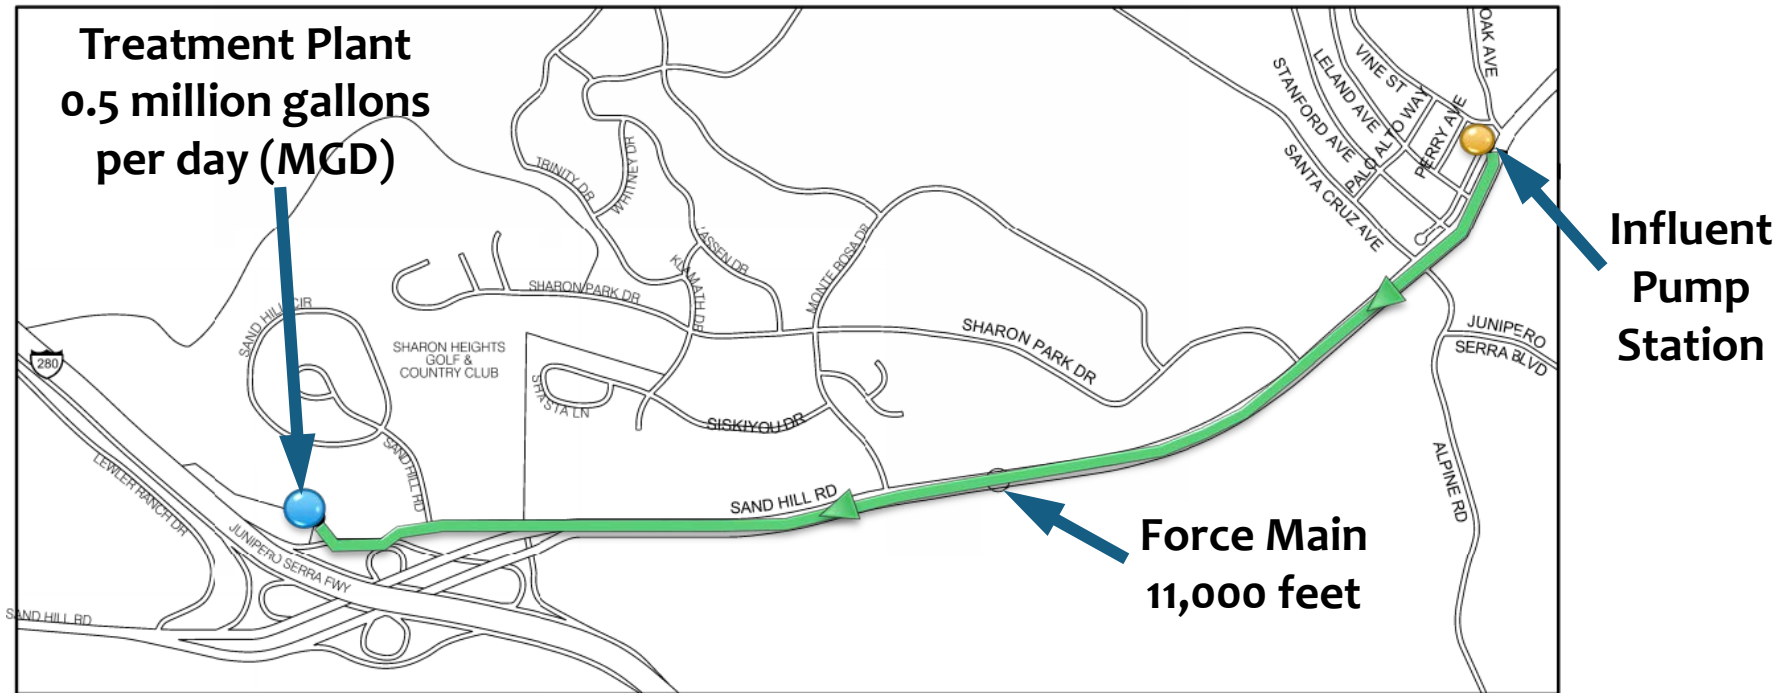 Treatment Plant
0.5 million gallons
per day (MGD)
OAK AVE
VINE ST
LELAND AVE
STANFORD AVE
PALO ALTO WAY
PERRY AVE
SANTA CRUZ AVE
Influent
Pump
Station
TRINITY DR
WHITNEY DR
LASSEN DR
KLAMATH DR
MONTE ROSA DR
SHARON PARK DR
SAND HILL CIR
SHARON HEIGHTS
GOLF &
COUNTRY CLUB
SHARON PARK DR
JUNIPERO
SERRA BLVD
280
SHASTA LN
SISKIYOU DR
SAND HILL RD
LEWLER RANCH DR
SAND HILL RD
ALPINE RD
JUNIPERO SERRA FWY
Force Main
11,000 feet
SAND HILL RD